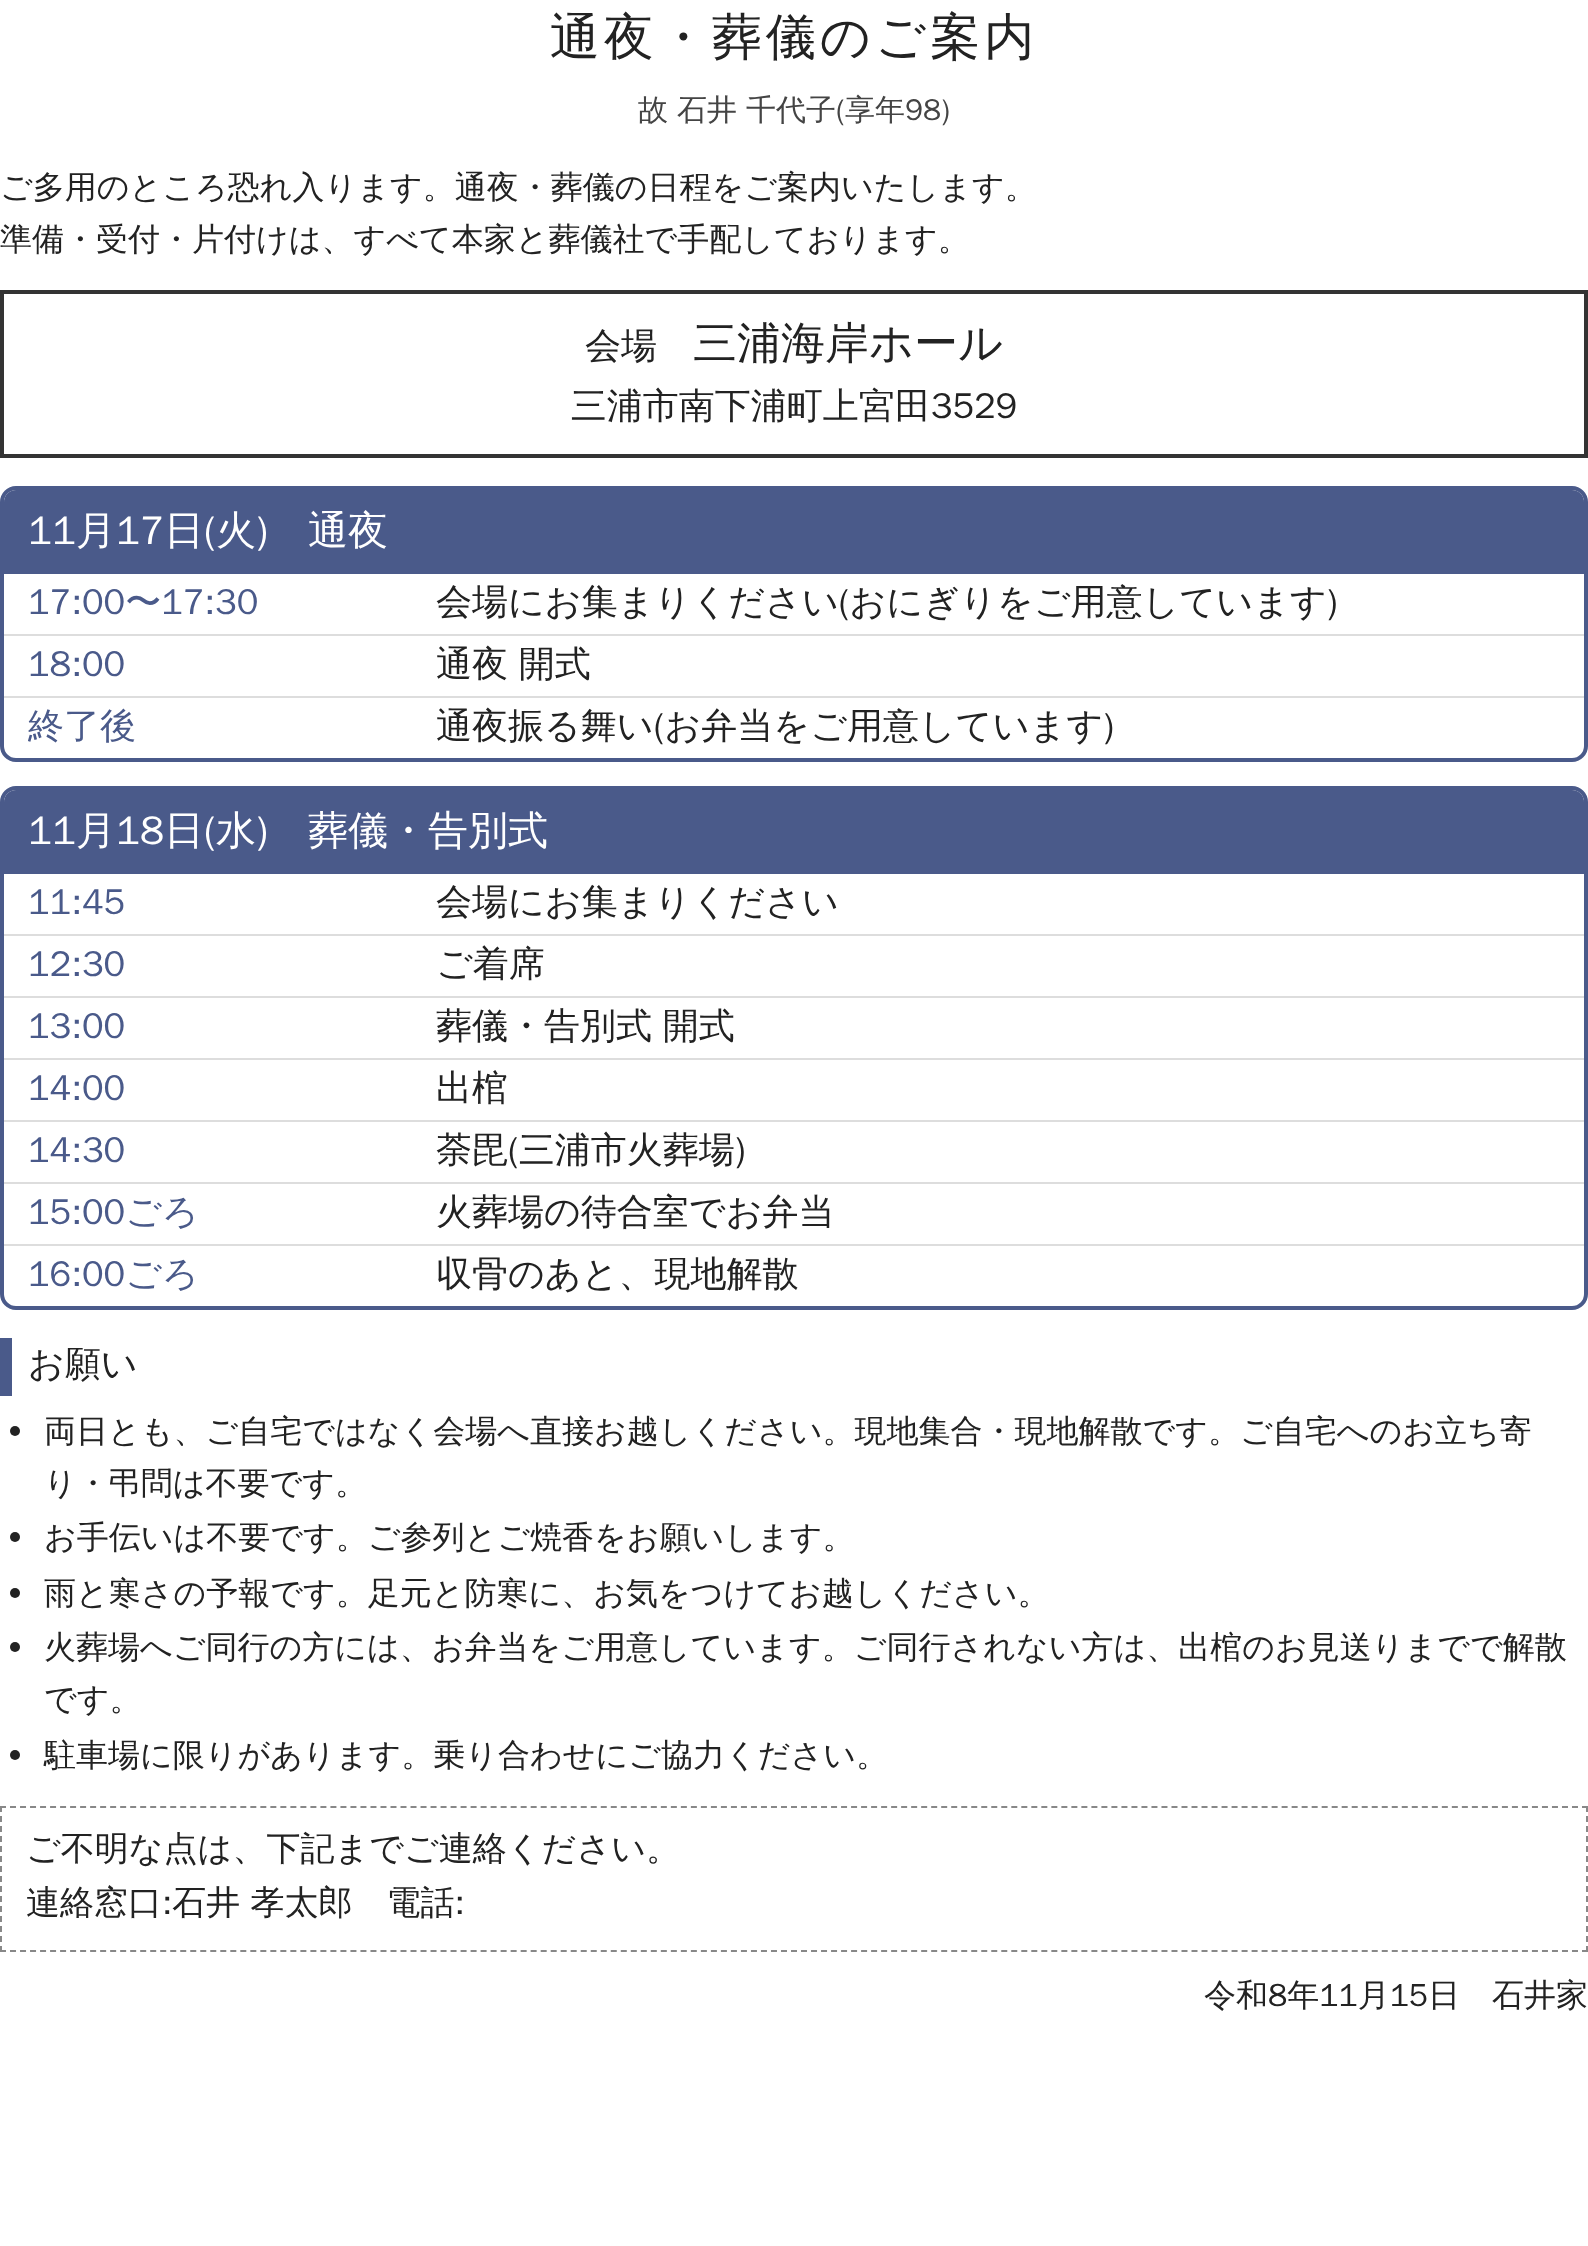 通夜・葬儀のご案内
故 石井 千代子(享年98)
ご多用のところ恐れ入ります。通夜・葬儀の日程をご案内いたします。
準備・受付・片付けは、すべて本家と葬儀社で手配しております。
会場　三浦海岸ホール
三浦市南下浦町上宮田3529
11月17日(火)　通夜
17:00〜17:30　会場にお集まりください(おにぎりをご用意しています)
18:00　通夜 開式
終了後　通夜振る舞い(お弁当をご用意しています)
11月18日(水)　葬儀・告別式
11:45　会場にお集まりください
12:30　ご着席
13:00　葬儀・告別式 開式
14:00　出棺
14:30　荼毘(三浦市火葬場)
15:00ごろ　火葬場の待合室でお弁当
16:00ごろ　収骨のあと、現地解散
お願い
• 両日とも、ご自宅ではなく会場へ直接お越しください。現地集合・現地解散です。ご自宅へのお立ち寄
り・弔問は不要です。
• お手伝いは不要です。ご参列とご焼香をお願いします。
• 雨と寒さの予報です。足元と防寒に、お気をつけてお越しください。
• 火葬場へご同行の方には、お弁当をご用意しています。ご同行されない方は、出棺のお見送りまでで解散
です。
• 駐車場に限りがあります。乗り合わせにご協力ください。
ご不明な点は、下記までご連絡ください。
連絡窓口:石井 孝太郎　電話:
令和8年11月15日　石井家